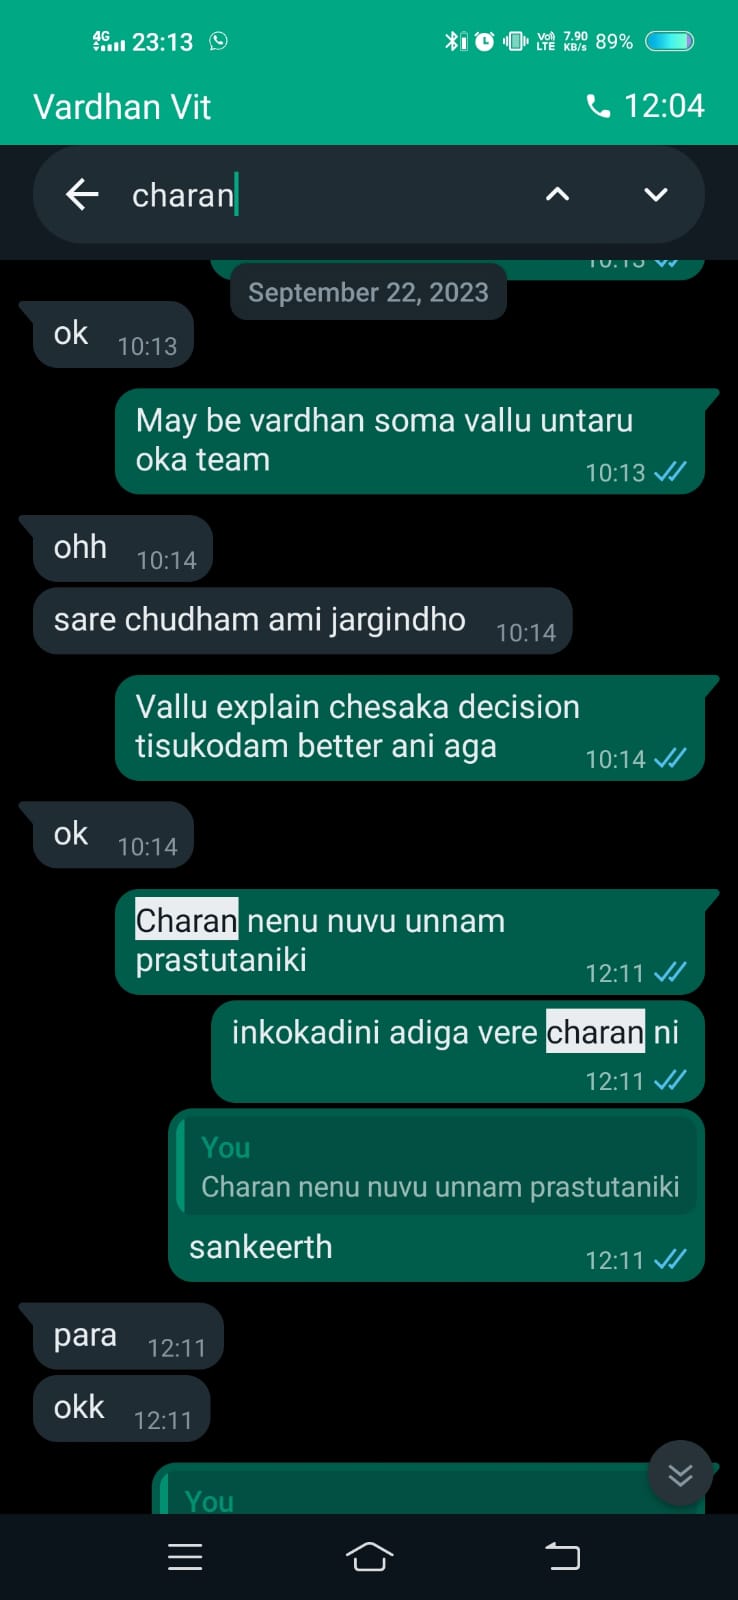 4G 23:13 Vo) LTE 7.90 KB/s 89%
Vardhan Vit 12:04
charan
10:13
September 22, 2023
ok 10:13
May be vardhan soma vallu untaru
oka team 10:13
ohh 10:14
sare chudham ami jargindho 10:14
Vallu explain chesaka decision
tisukodam better ani aga 10:14
ok 10:14
Charan nenu nuvu unnam
prastutaniki 12:11
inkokadini adiga vere charan ni
12:11
You
Charan nenu nuvu unnam prastutaniki
sankeerth 12:11
para 12:11
okk 12:11
You